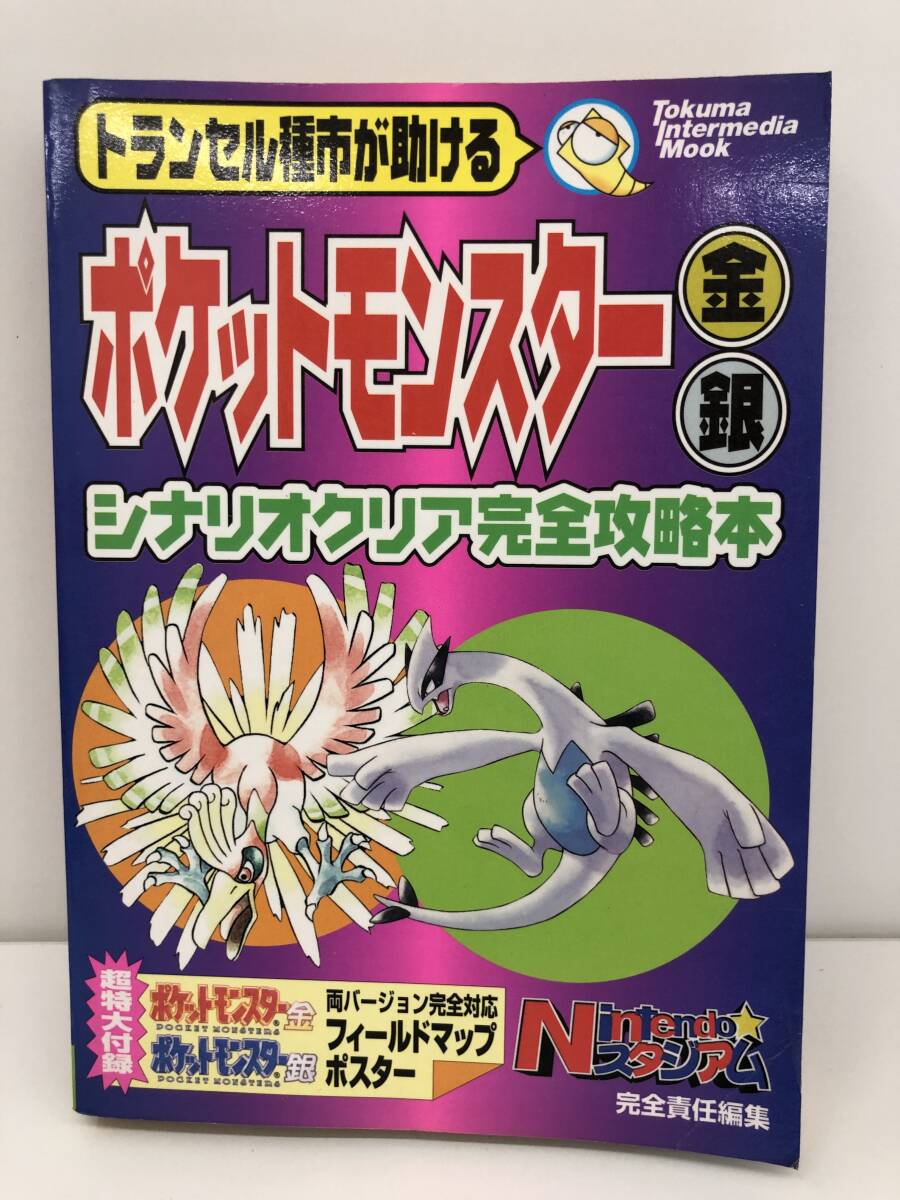 トランセル種市が助ける
Tokuma
Intermedia
Mook
ポケットモンスター
金
銀
シナリオクリア完全攻略本
超特大付録
ポケットモンスター金
POCKET MONSTERS
ポケットモンスター銀
POCKET MONSTERS
両バージョン完全対応
フィールドマップ
ポスター
Nintendo
スタジアム
完全責任編集